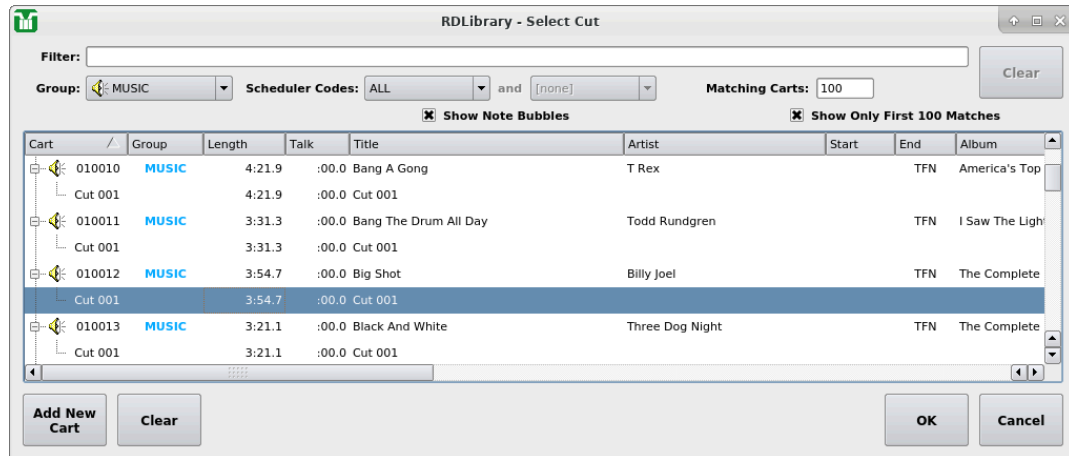 RDLibrary - Select Cut
Filter:
Clear
Group: MUSIC Scheduler Codes: ALL and [none] Matching Carts: 100
Show Note Bubbles Show Only First 100 Matches
Cart Group Length Talk Title Artist Start End Album
010010 MUSIC 4:21.9 :00.0 Bang A Gong T Rex TFN America's Top
Cut 001 4:21.9 :00.0 Cut 001
010011 MUSIC 3:31.3 :00.0 Bang The Drum All Day Todd Rundgren TFN I Saw The Light
Cut 001 3:31.3 :00.0 Cut 001
010012 MUSIC 3:54.7 :00.0 Big Shot Billy Joel TFN The Complete
Cut 001 3:54.7 :00.0 Cut 001
010013 MUSIC 3:21.1 :00.0 Black And White Three Dog Night TFN The Complete
Cut 001 3:21.1 :00.0 Cut 001
Add New
Cart
Clear
OK
Cancel